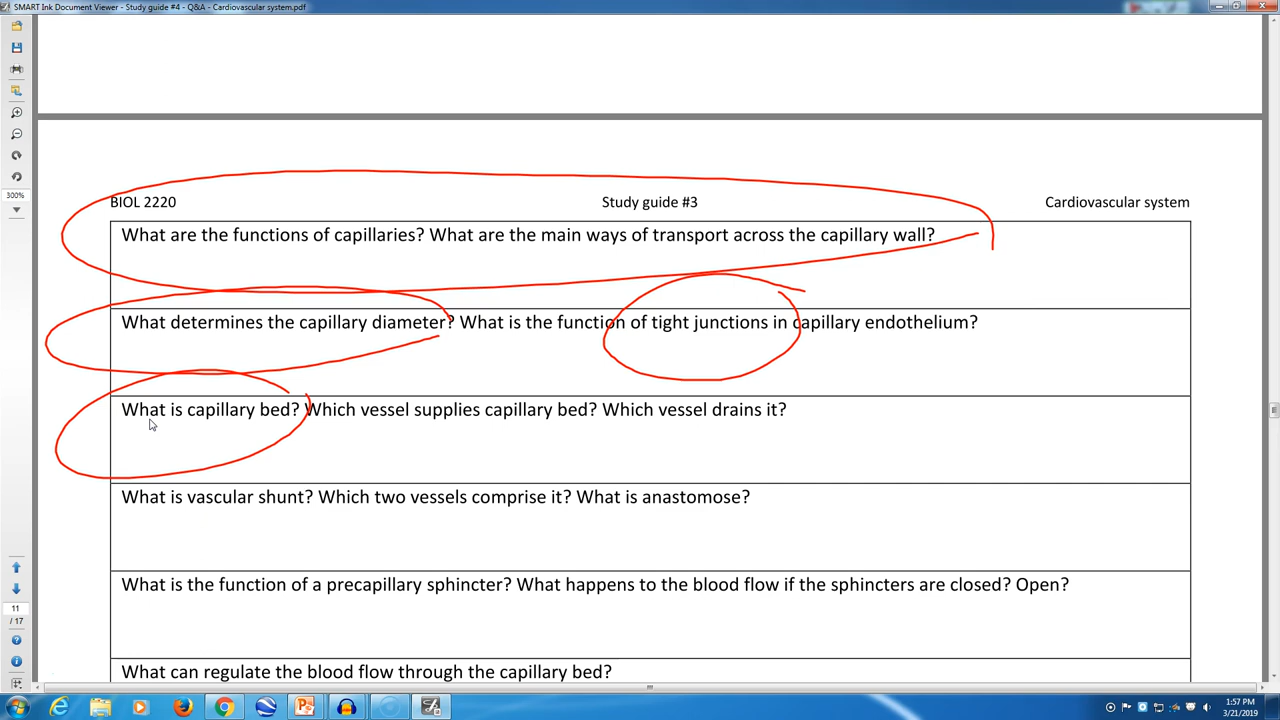 SMART Ink Document Viewer - Study guide #4 - Q&A - Cardiovascular system.pdf
300%
BIOL 2220 Study guide #3 Cardiovascular system
What are the functions of capillaries? What are the main ways of transport across the capillary wall?
What determines the capillary diameter? What is the function of tight junctions in capillary endothelium?
What is capillary bed? Which vessel supplies capillary bed? Which vessel drains it?
What is vascular shunt? Which two vessels comprise it? What is anastomose?
What is the function of a precapillary sphincter? What happens to the blood flow if the sphincters are closed? Open?
What can regulate the blood flow through the capillary bed?
11
/ 17
1:57 PM
3/21/2019